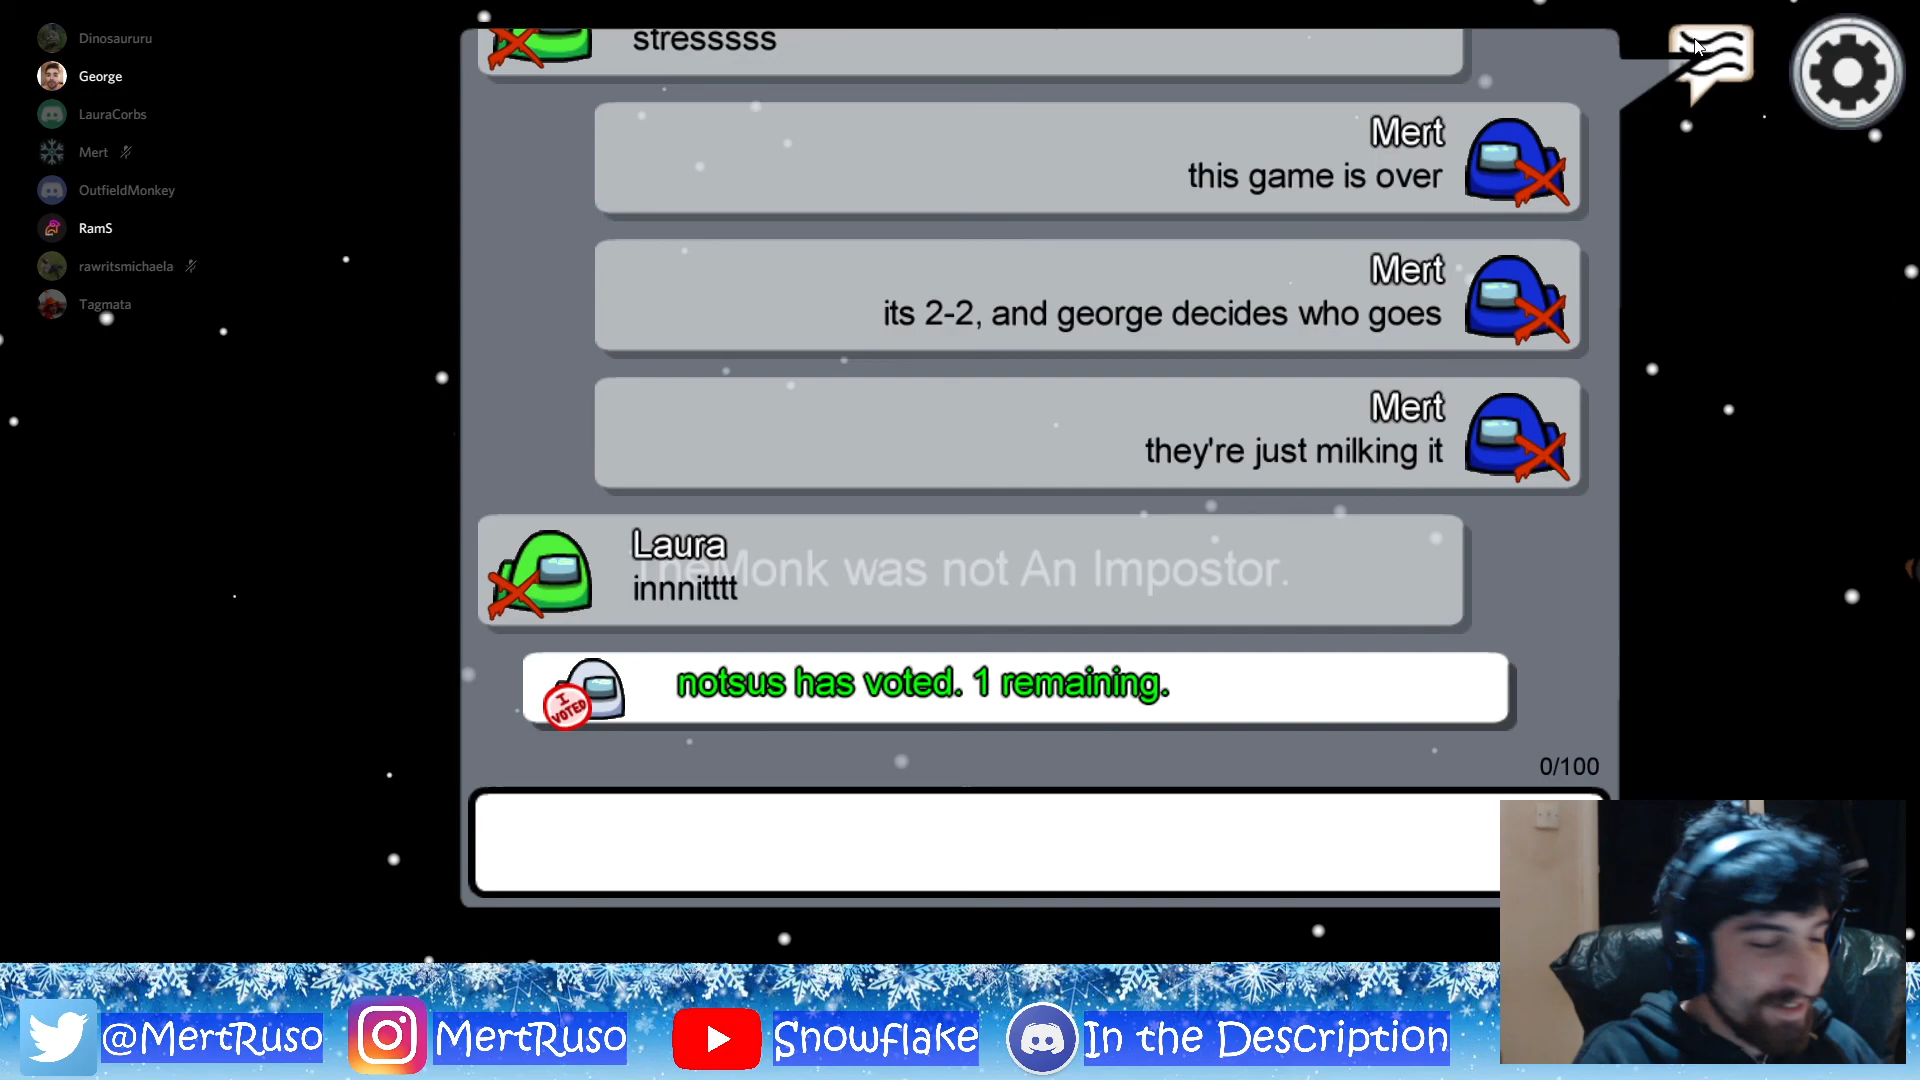 Dinosaururu
George
LauraCorbs
Mert
OutfieldMonkey
RamS
rawritsmichaela
Tagmata
stresssss
Mert
this game is over
Mert
its 2-2, and george decides who goes
Mert
they're just milking it
Laura
TheMonk was not An Impostor.
innnitttt
I VOTED
notsus has voted. 1 remaining.
0/100
@MertRuso
MertRuso
Snowflake
In the Description